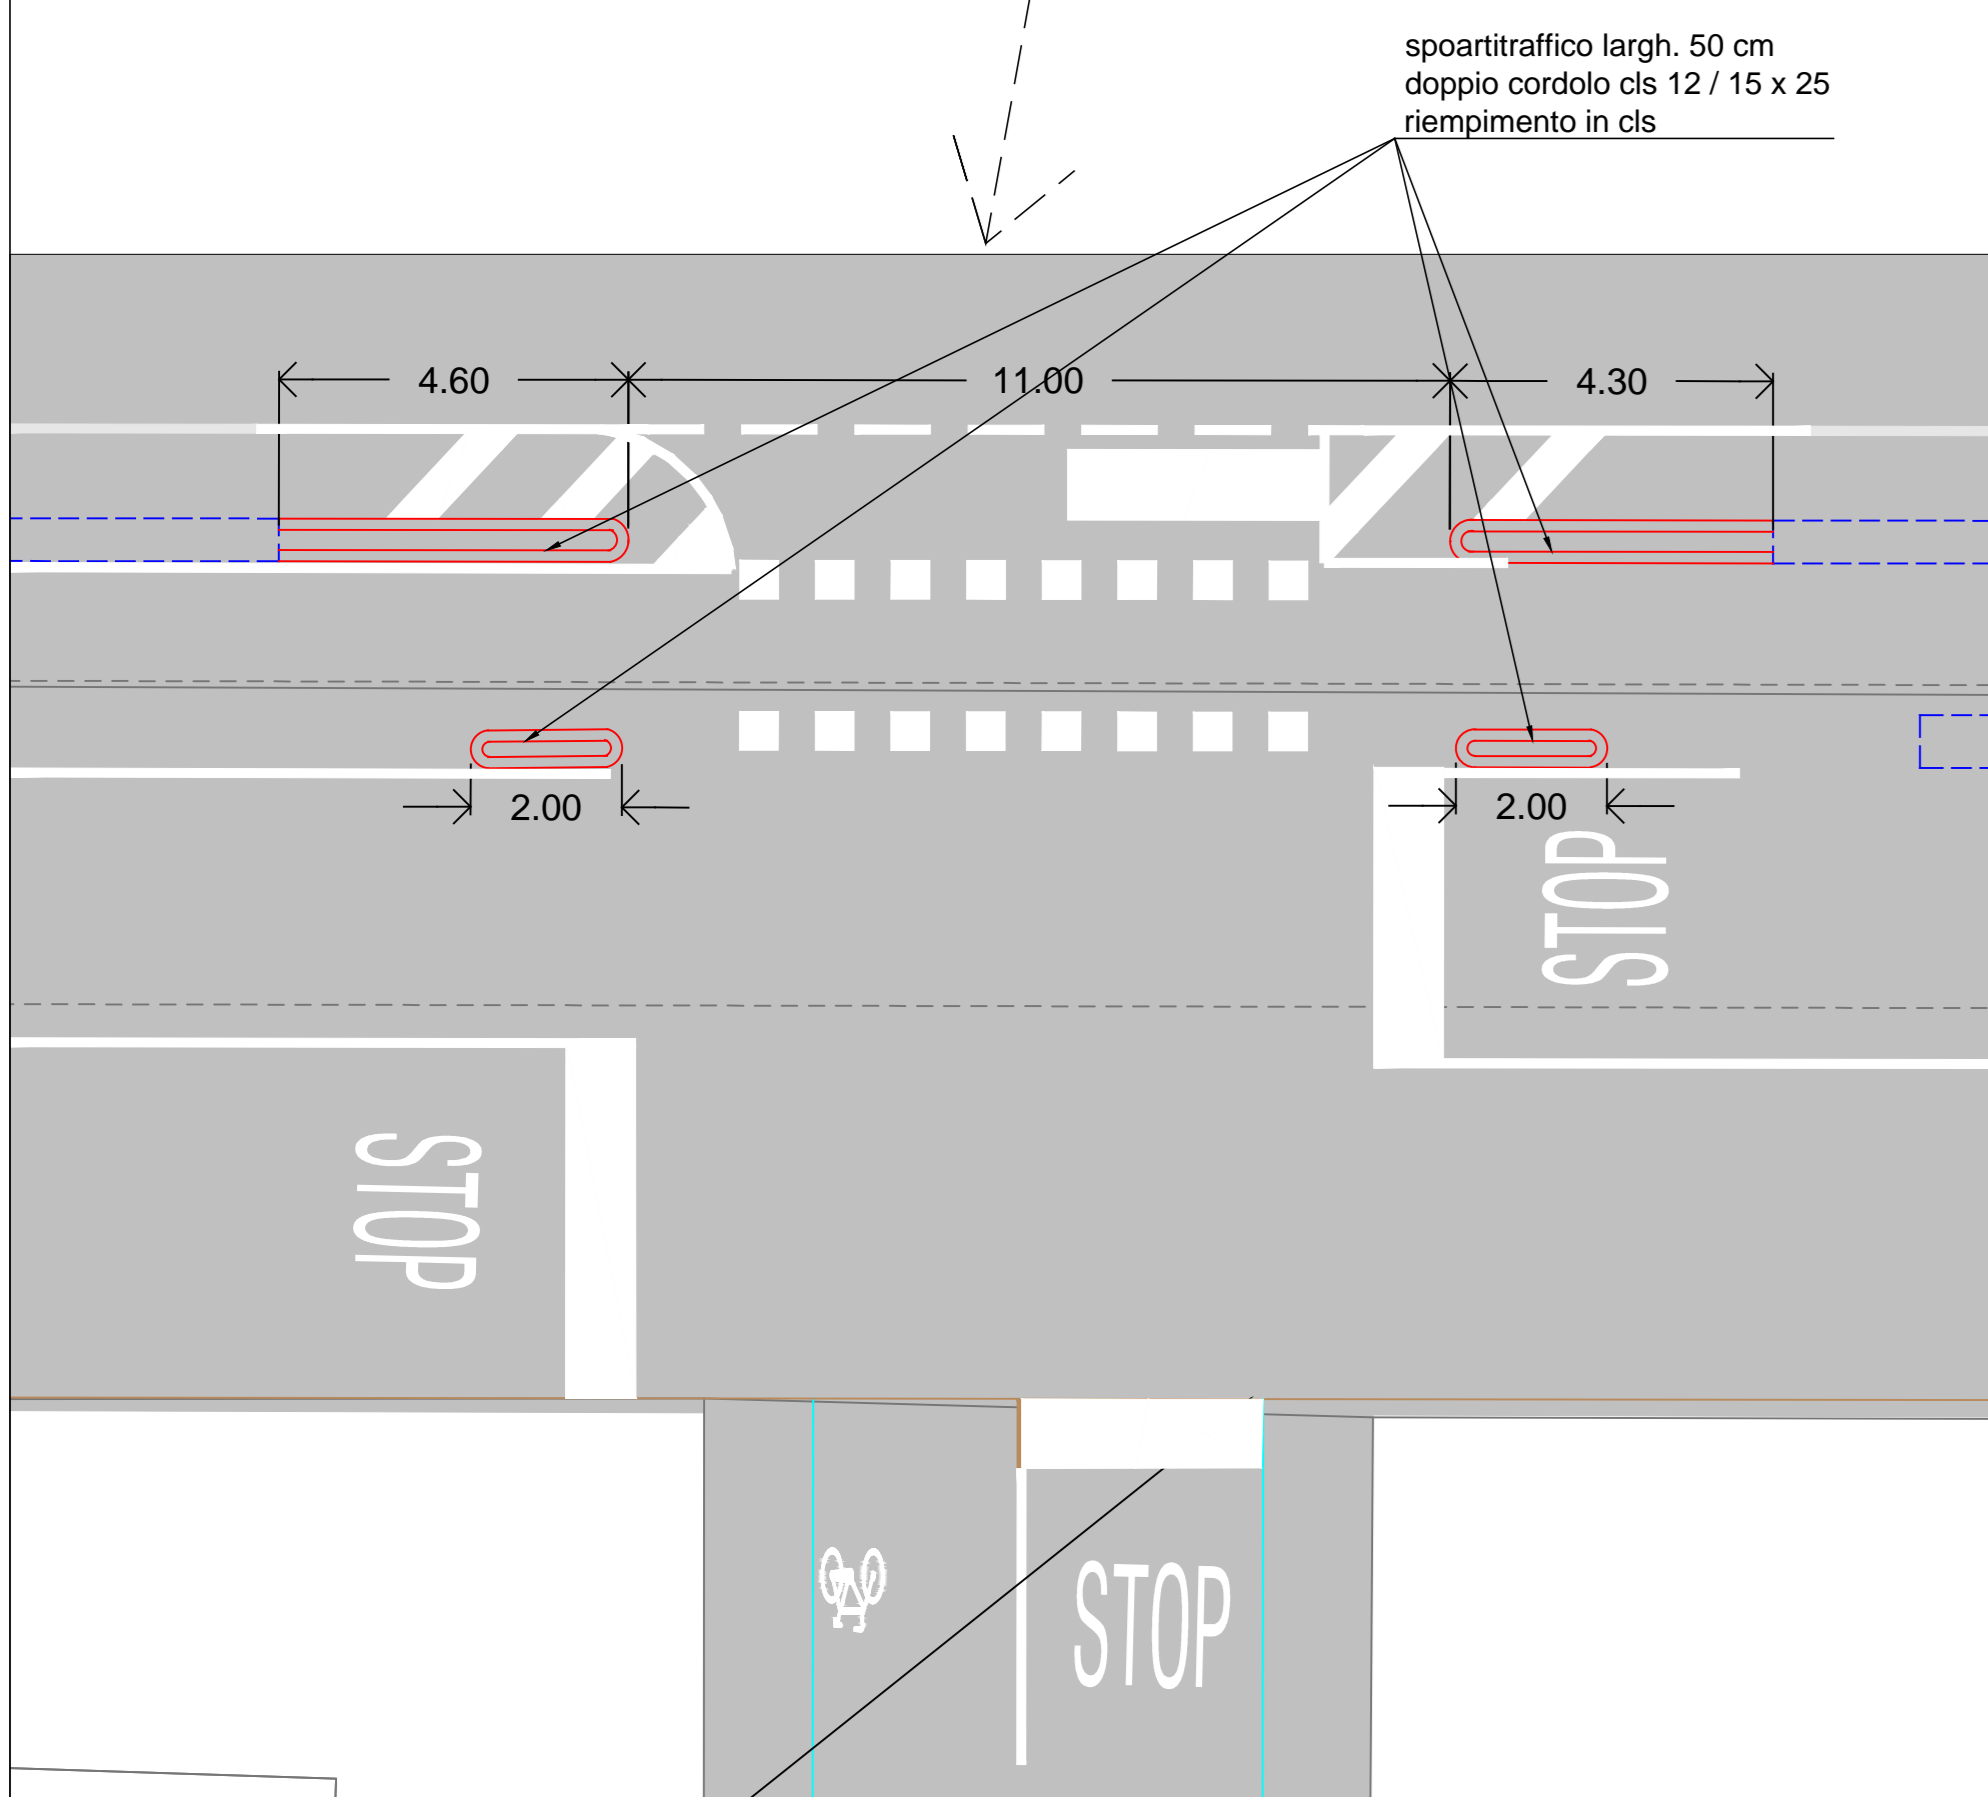 spoartitraffico largh. 50 cm
doppio cordolo cls 12 / 15 x 25
riempimento in cls
4.60
11.00
4.30
2.00
2.00
STOP
STOP
STOP